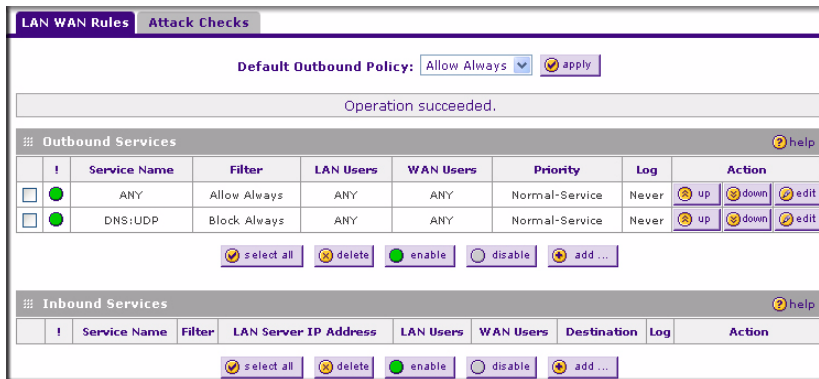 LAN WAN Rules Attack Checks
Default Outbound Policy: Allow Always apply
Operation succeeded.
Outbound Services help
! Service Name Filter LAN Users WAN Users Priority Log Action
ANY Allow Always ANY ANY Normal-Service Never up down edit
DNS:UDP Block Always ANY ANY Normal-Service Never up down edit
select all delete enable disable add ...
Inbound Services help
! Service Name Filter LAN Server IP Address LAN Users WAN Users Destination Log Action
select all delete enable disable add ...